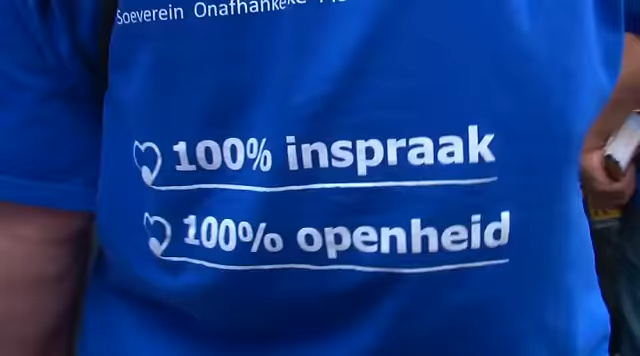 Soeverein Onafhankelijke
100% inspraak
100% openheid